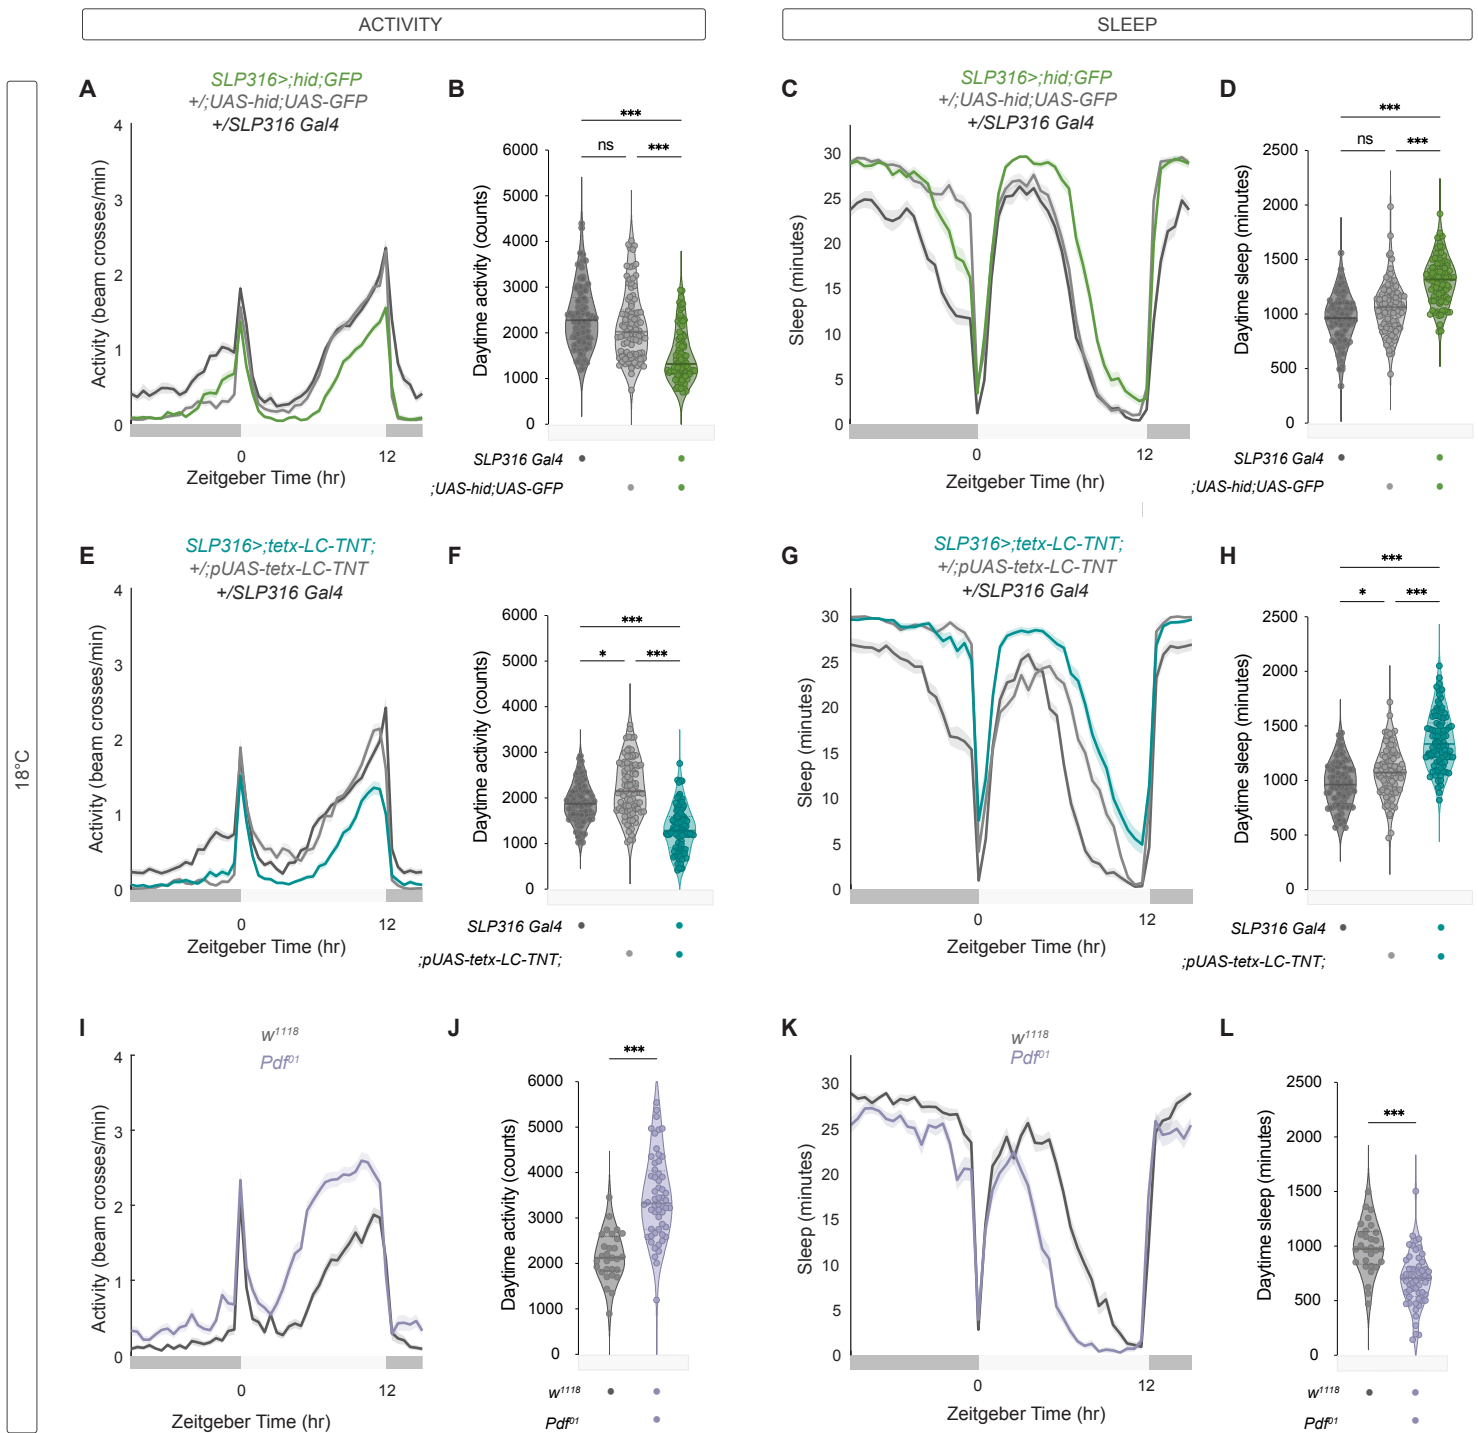 ACTIVITY
SLEEP
18°C
A
SLP316>;hid;GFP
+/;UAS-hid;UAS-GFP
+/SLP316 Gal4
Activity (beam crosses/min)
4
3
2
1
0
0 12
Zeitgeber Time (hr)
B
***
ns ***
Daytime activity (counts)
6000
5000
4000
3000
2000
1000
0
SLP316 Gal4
;UAS-hid;UAS-GFP
C
SLP316>;hid;GFP
+/;UAS-hid;UAS-GFP
+/SLP316 Gal4
Sleep (minutes)
30
25
20
15
10
5
0
0 12
Zeitgeber Time (hr)
D
***
ns ***
Daytime sleep (minutes)
2500
2000
1500
1000
500
0
SLP316 Gal4
;UAS-hid;UAS-GFP
E
SLP316>;tetx-LC-TNT;
+/;pUAS-tetx-LC-TNT
+/SLP316 Gal4
Activity (beam crosses/min)
4
3
2
1
0
0 12
Zeitgeber Time (hr)
F
***
* ***
Daytime activity (counts)
6000
5000
4000
3000
2000
1000
0
SLP316 Gal4
;pUAS-tetx-LC-TNT;
G
SLP316>;tetx-LC-TNT;
+/;pUAS-tetx-LC-TNT
+/SLP316 Gal4
Sleep (minutes)
30
25
20
15
10
5
0
0 12
Zeitgeber Time (hr)
H
***
* ***
Daytime sleep (minutes)
2500
2000
1500
1000
500
0
SLP316 Gal4
;pUAS-tetx-LC-TNT;
I
w1118
Pdf01
Activity (beam crosses/min)
4
3
2
1
0
0 12
Zeitgeber Time (hr)
J
***
Daytime activity (counts)
6000
5000
4000
3000
2000
1000
0
w1118
Pdf01
K
w1118
Pdf01
Sleep (minutes)
30
25
20
15
10
5
0
0 12
Zeitgeber Time (hr)
L
***
Daytime sleep (minutes)
2500
2000
1500
1000
500
0
w1118
Pdf01